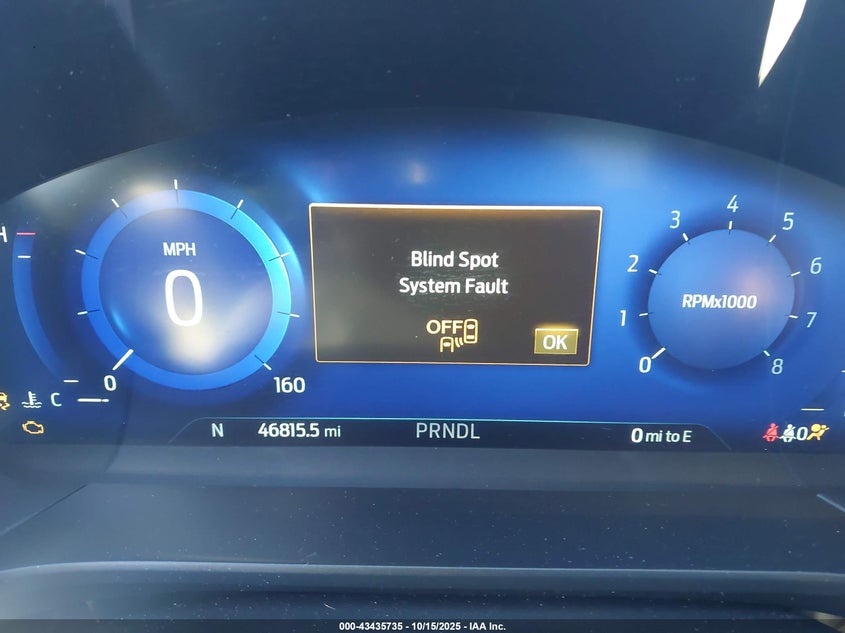 Blind Spot
System Fault
OFF
OK
MPH
0
0
160
H
C
4
3
5
2
6
1
7
0
8
RPMx1000
N
46815.5 mi
PRNDL
0 mi to E
0
000-43435735 - 10/15/2025 - IAA Inc.